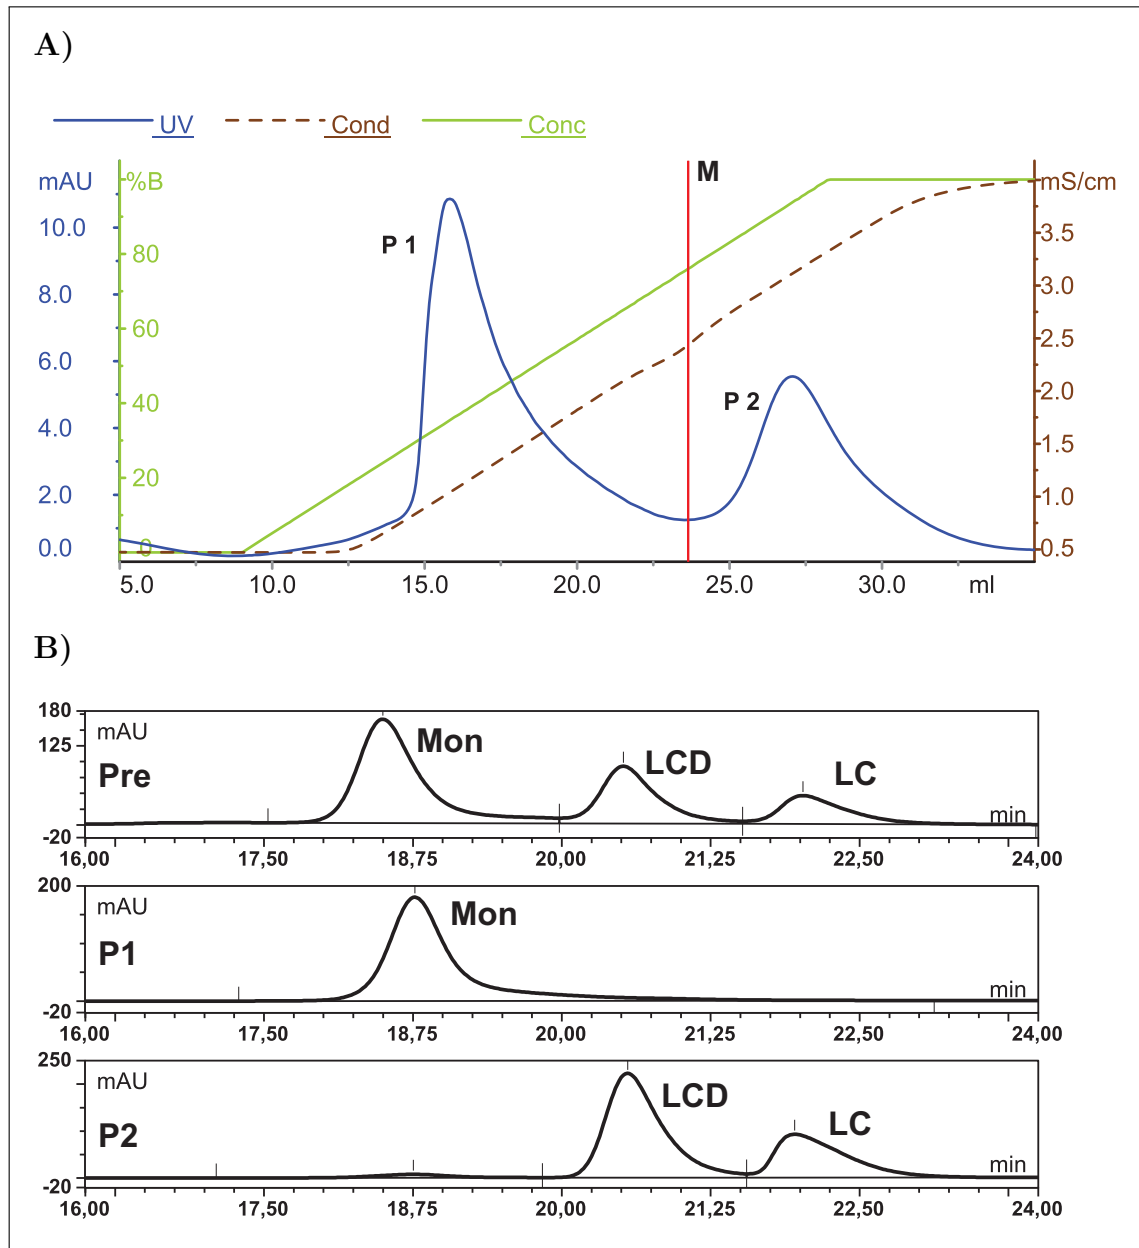 A)
UV Cond Conc
mAU %B M mS/cm
10.0 80 60 40 20 0
8.0
6.0
4.0
2.0
0.0
P 1
P 2
3.5
3.0
2.5
2.0
1.5
1.0
0.5
5.0 10.0 15.0 20.0 25.0 30.0 ml
B)
180
125
-20
mAU
Pre
Mon
LCD
LC
min
16,00 17,50 18,75 20,00 21,25 22,50 24,00
200
-20
mAU
P1
Mon
min
16,00 17,50 18,75 20,00 21,25 22,50 24,00
250
-20
mAU
P2
LCD
LC
min
16,00 17,50 18,75 20,00 21,25 22,50 24,00